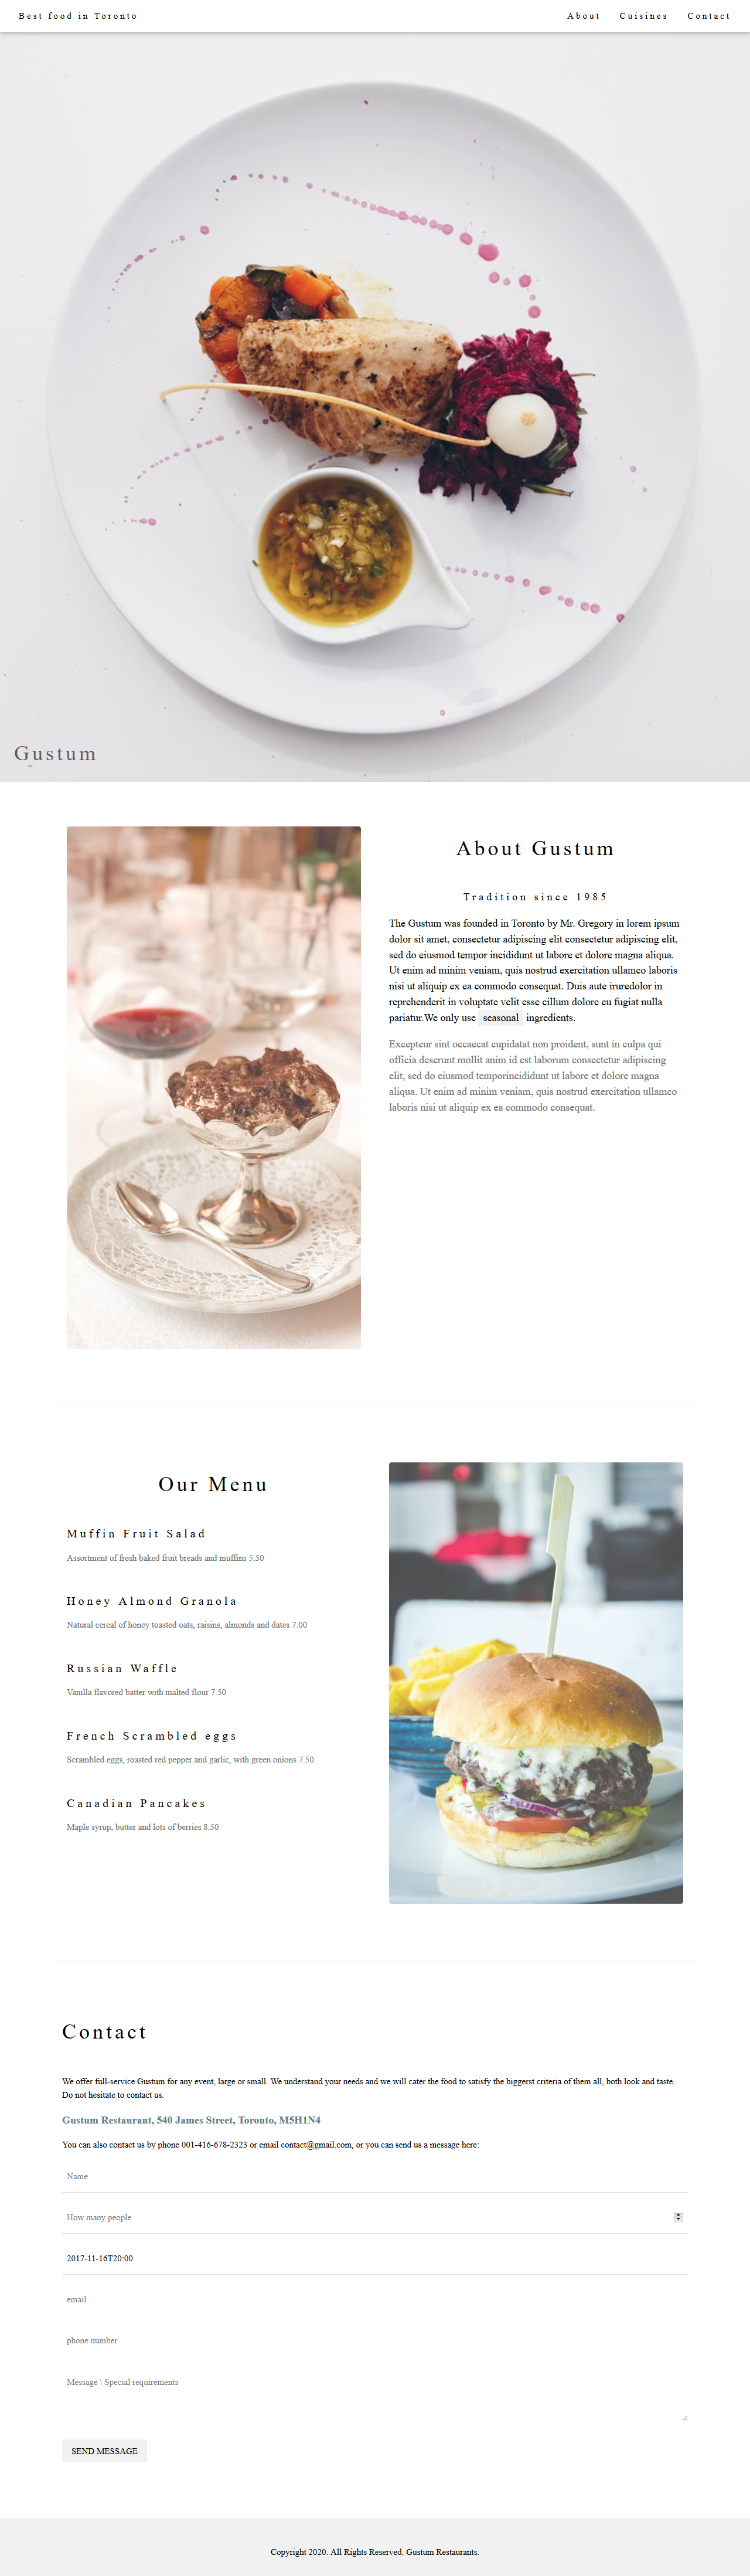 Best food in Toronto
About Cuisines Contact
Gustum
About Gustum
Tradition since 1985
The Gustum was founded in Toronto by Mr. Gregory in lorem ipsum
dolor sit amet, consectetur adipiscing elit consectetur adipiscing elit,
sed do eiusmod tempor incididunt ut labore et dolore magna aliqua.
Ut enim ad minim veniam, quis nostrud exercitation ullamco laboris
nisi ut aliquip ex ea commodo consequat. Duis aute iruredolor in
reprehenderit in voluptate velit esse cillum dolore eu fugiat nulla
pariatur.We only use seasonal ingredients.
Excepteur sint occaecat cupidatat non proident, sunt in culpa qui
officia deserunt mollit anim id est laborum consectetur adipiscing
elit, sed do eiusmod temporincididunt ut labore et dolore magna
aliqua. Ut enim ad minim veniam, quis nostrud exercitation ullamco
laboris nisi ut aliquip ex ea commodo consequat.
Our Menu
Muffin Fruit Salad
Assortment of fresh baked fruit breads and muffins 5.50
Honey Almond Granola
Natural cereal of honey toasted oats, raisins, almonds and dates 7.00
Russian Waffle
Vanilla flavored batter with malted flour 7.50
French Scrambled eggs
Scrambled eggs, roasted red pepper and garlic, with green onions 7.50
Canadian Pancakes
Maple syrup, butter and lots of berries 8.50
Contact
We offer full-service Gustum for any event, large or small. We understand your needs and we will cater the food to satisfy the biggerst criteria of them all, both look and taste.
Do not hesitate to contact us.
Gustum Restaurant, 540 James Street, Toronto, M5H1N4
You can also contact us by phone 001-416-678-2323 or email contact@gmail.com, or you can send us a message here:
Name
How many people
2017-11-16T20:00
email
phone number
Message \ Special requirements
SEND MESSAGE
Copyright 2020. All Rights Reserved. Gustum Restaurants.